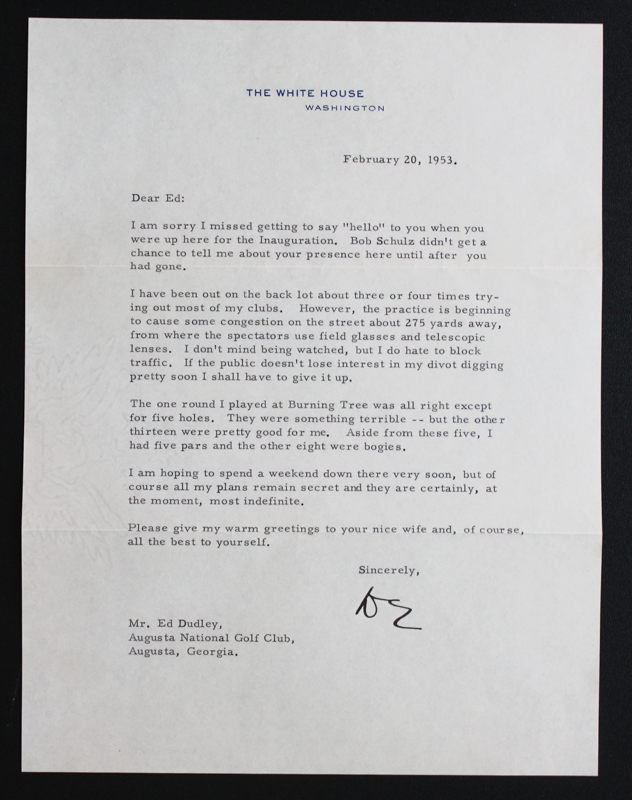 THE WHITE HOUSE
WASHINGTON
February 20, 1953.
Dear Ed:
I am sorry I missed getting to say "hello" to you when you
were up here for the Inauguration. Bob Schulz didn't get a
chance to tell me about your presence here until after you
had gone.
I have been out on the back lot about three or four times try-
ing out most of my clubs. However, the practice is beginning
to cause some congestion on the street about 275 yards away,
from where the spectators use field glasses and telescopic
lenses. I don't mind being watched, but I do hate to block
traffic. If the public doesn't lose interest in my divot digging
pretty soon I shall have to give it up.
The one round I played at Burning Tree was all right except
for five holes. They were something terrible -- but the other
thirteen were pretty good for me. Aside from these five, I
had five pars and the other eight were bogies.
I am hoping to spend a weekend down there very soon, but of
course all my plans remain secret and they are certainly, at
the moment, most indefinite.
Please give my warm greetings to your nice wife and, of course,
all the best to yourself.
Sincerely,
DE
Mr. Ed Dudley,
Augusta National Golf Club,
Augusta, Georgia.